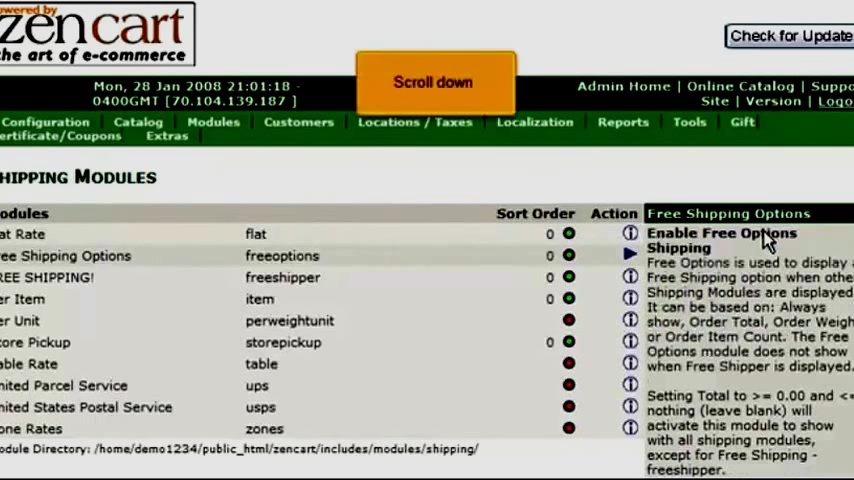 powered by
zen cart
the art of e-commerce
Check for Update
Scroll down
Mon, 28 Jan 2008 21:01:18 -
0400GMT [70.104.139.187 ]
Admin Home | Online Catalog | Suppo
Site | Version | Logo
Configuration | Catalog | Modules | Customers | Locations / Taxes | Localization | Reports | Tools | Gift
ertificate/Coupons Extras
HIPPING MODULES
odules Sort Order Action
at Rate flat 0
ree Shipping Options freeoptions 0
REE SHIPPING! freeshipper 0
er Item item 0
er Unit perweightunit
ore Pickup storepickup 0
able Rate table
nited Parcel Service ups
nited States Postal Service usps
one Rates zones
odule Directory: /home/demo1234/public_html/zencart/includes/modules/shipping/
Free Shipping Options
Enable Free Options
Shipping
Free Options is used to display a
Free Shipping option when othe
Shipping Modules are displayed
It can be based on: Always
show, Order Total, Order Weigh
or Order Item Count. The Free
Options module does not show
when Free Shipper is displayed.
Setting Total to >= 0.00 and <=
nothing (leave blank) will
activate this module to show
with all shipping modules,
except for Free Shipping -
freeshipper.